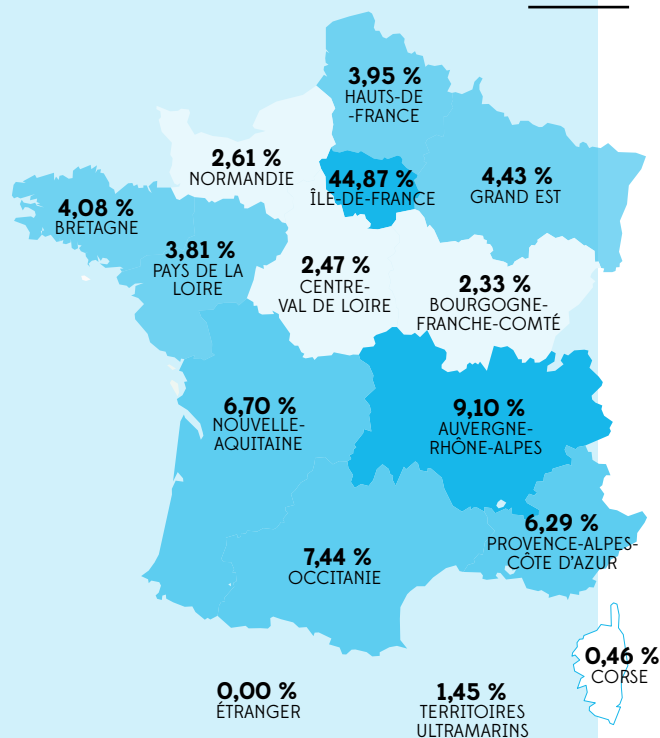 3,95 %
HAUTS-DE
-FRANCE
2,61 %
NORMANDIE
44,87 %
ÎLE-DE-FRANCE
4,43 %
GRAND EST
4,08 %
BRETAGNE
3,81 %
PAYS DE LA
LOIRE
2,47 %
CENTRE-
VAL DE LOIRE
2,33 %
BOURGOGNE-
FRANCHE-COMTÉ
6,70 %
NOUVELLE-
AQUITAINE
9,10 %
AUVERGNE-
RHÔNE-ALPES
6,29 %
PROVENCE-ALPES-
CÔTE D'AZUR
7,44 %
OCCITANIE
0,46 %
CORSE
0,00 %
ÉTRANGER
1,45 %
TERRITOIRES
ULTRAMARINS